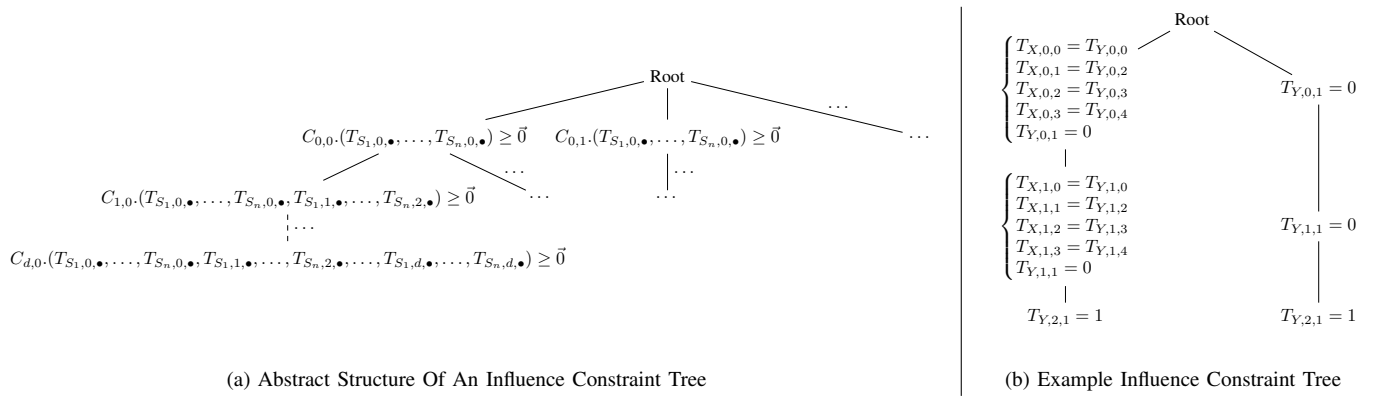 Root
...
C_{0,0}.(T_{S_1,0,•}, ..., T_{S_n,0,•}) ≥ \vec{0}
C_{0,1}.(T_{S_1,0,•}, ..., T_{S_n,0,•}) ≥ \vec{0}
...
...
...
C_{1,0}.(T_{S_1,0,•}, ..., T_{S_n,0,•}, T_{S_1,1,•}, ..., T_{S_n,2,•}) ≥ \vec{0}
...
...
...
C_{d,0}.(T_{S_1,0,•}, ..., T_{S_n,0,•}, T_{S_1,1,•}, ..., T_{S_n,2,•}, ..., T_{S_1,d,•}, ..., T_{S_n,d,•}) ≥ \vec{0}
(a) Abstract Structure Of An Influence Constraint Tree
Root
T_{X,0,0} = T_{Y,0,0}
T_{X,0,1} = T_{Y,0,2}
T_{X,0,2} = T_{Y,0,3}
T_{X,0,3} = T_{Y,0,4}
T_{Y,0,1} = 0
T_{Y,0,1} = 0
T_{X,1,0} = T_{Y,1,0}
T_{X,1,1} = T_{Y,1,2}
T_{X,1,2} = T_{Y,1,3}
T_{X,1,3} = T_{Y,1,4}
T_{Y,1,1} = 0
T_{Y,1,1} = 0
T_{Y,2,1} = 1
T_{Y,2,1} = 1
(b) Example Influence Constraint Tree